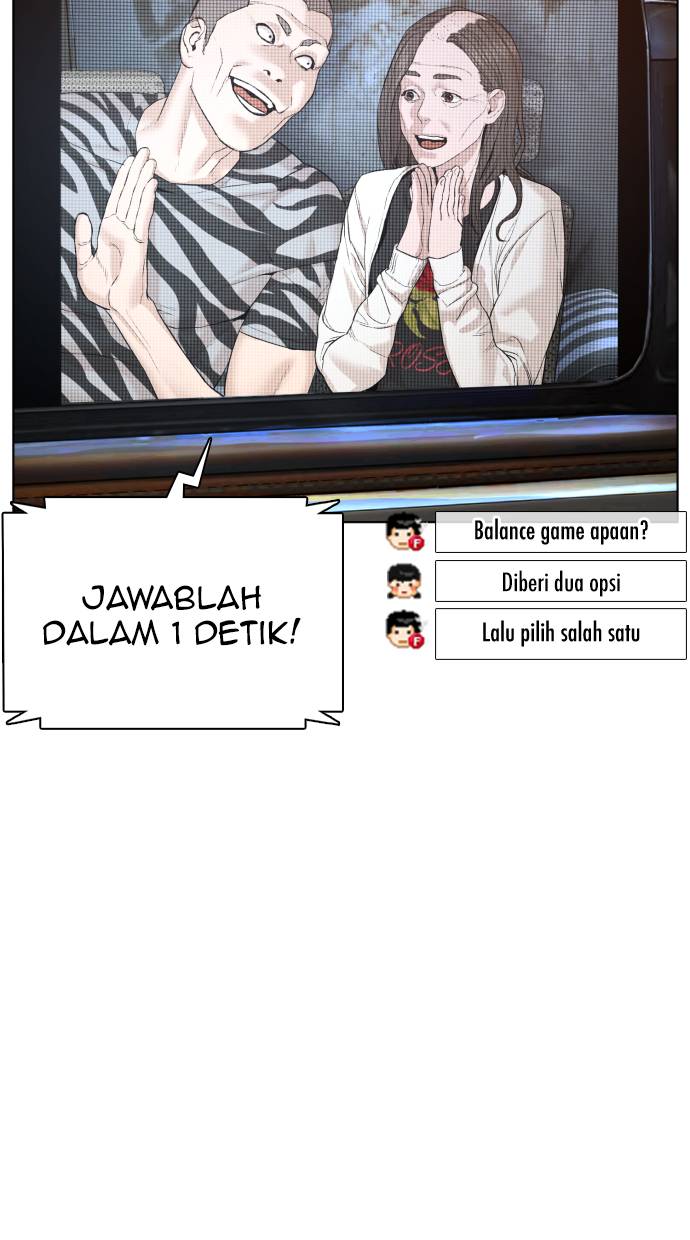 JAWABLAH
DALAM 1 DETIK!
Balance game apaan?
Diberi dua opsi
Lalu pilih salah satu